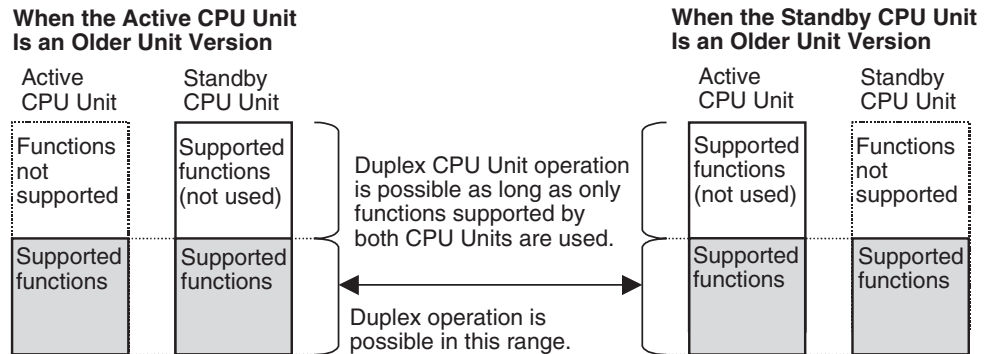 When the Active CPU Unit
Is an Older Unit Version
Active
CPU Unit
Standby
CPU Unit
Functions
not
supported
Supported
functions
(not used)
Supported
functions
Supported
functions
Duplex CPU Unit operation
is possible as long as only
functions supported by
both CPU Units are used.
Duplex operation is
possible in this range.
When the Standby CPU Unit
Is an Older Unit Version
Active
CPU Unit
Standby
CPU Unit
Supported
functions
(not used)
Functions
not
supported
Supported
functions
Supported
functions